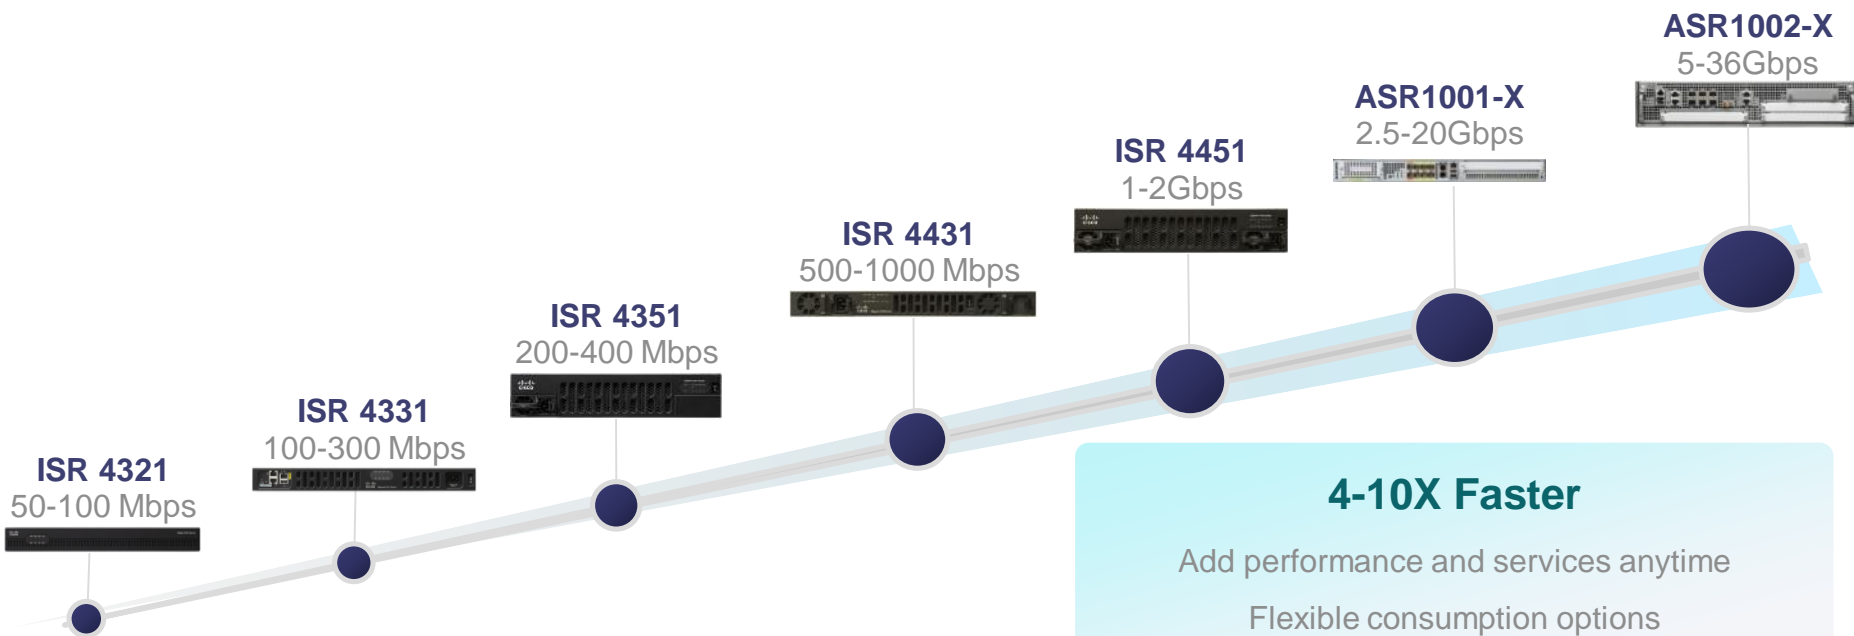 ISR 4321
50-100 Mbps
ISR 4331
100-300 Mbps
ISR 4351
200-400 Mbps
ISR 4431
500-1000 Mbps
ISR 4451
1-2Gbps
ASR1001-X
2.5-20Gbps
ASR1002-X
5-36Gbps
4-10X Faster
Add performance and services anytime
Flexible consumption options